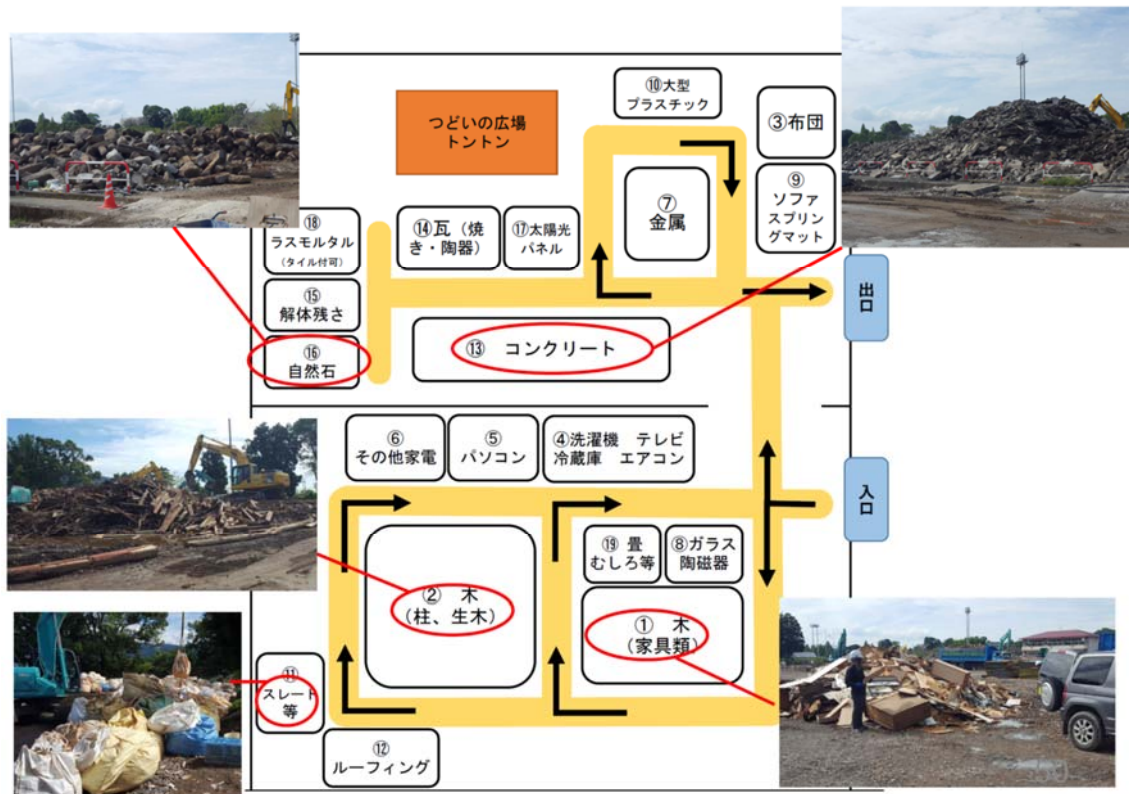 ⑩大型
プラスチック
つどいの広場
トントン
③布団
⑨
ソファ
スプリン
グマット
⑦
金属
⑱
ラスモルタル
(タイル付可)
⑭瓦（焼
き・陶器）
⑰太陽光
パネル
⑮
解体残さ
出口
⑬ コンクリート
⑯
自然石
⑥
その他家電
⑤
パソコン
④洗濯機 テレビ
冷蔵庫 エアコン
入口
⑲ 畳
むしろ等
⑧ガラス
陶磁器
② 木
（柱、生木）
① 木
（家具類）
⑪
スレート
等
⑫
ルーフィング